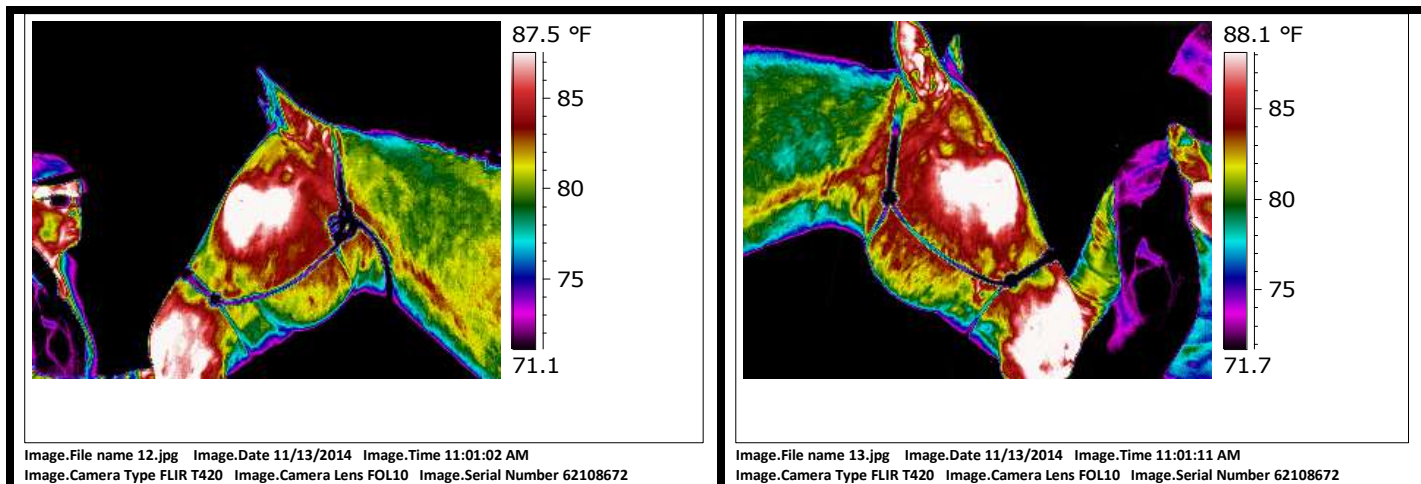 87.5 °F
85
80
75
71.1
Image.File name 12.jpg Image.Date 11/13/2014 Image.Time 11:01:02 AM
Image.Camera Type FLIR T420 Image.Camera Lens FOL10 Image.Serial Number 62108672
88.1 °F
85
80
75
71.7
Image.File name 13.jpg Image.Date 11/13/2014 Image.Time 11:01:11 AM
Image.Camera Type FLIR T420 Image.Camera Lens FOL10 Image.Serial Number 62108672